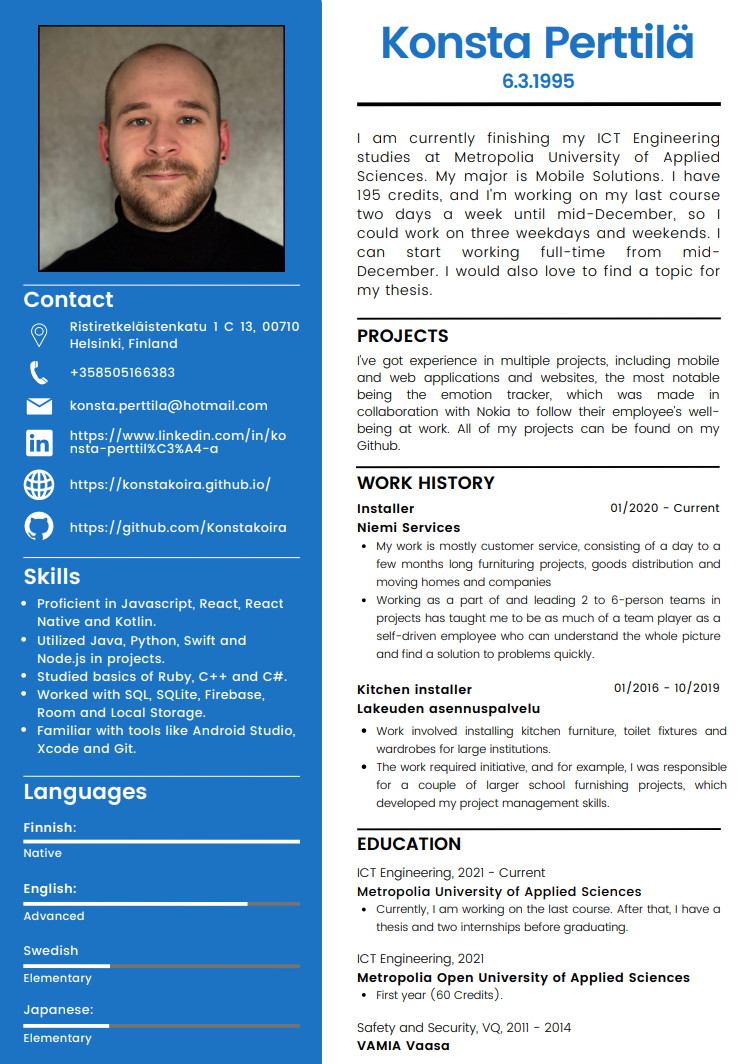 Contact
Ristiretkeläistenkatu 1 C 13, 00710
Helsinki, Finland
+358505166383
konsta.perttila@hotmail.com
https://www.linkedin.com/in/ko
nsta-perttil%C3%A4-a
https://konstakoira.github.io/
https://github.com/Konstakoira
Skills
• Proficient in Javascript, React, React
Native and Kotlin.
• Utilized Java, Python, Swift and
Node.js in projects.
• Studied basics of Ruby, C++ and C#.
• Worked with SQL, SQLite, Firebase,
Room and Local Storage.
• Familiar with tools like Android Studio,
Xcode and Git.
Languages
Finnish:
Native
English:
Advanced
Swedish
Elementary
Japanese:
Elementary
Konsta Perttilä
6.3.1995
I am currently finishing my ICT Engineering
studies at Metropolia University of Applied
Sciences. My major is Mobile Solutions. I have
195 credits, and I'm working on my last course
two days a week until mid-December, so I
could work on three weekdays and weekends. I
can start working full-time from mid-
December. I would also love to find a topic for
my thesis.
PROJECTS
I've got experience in multiple projects, including mobile
and web applications and websites, the most notable
being the emotion tracker, which was made in
collaboration with Nokia to follow their employee's well-
being at work. All of my projects can be found on my
Github.
WORK HISTORY
Installer 01/2020 - Current
Niemi Services
• My work is mostly customer service, consisting of a day to a
few months long furnituring projects, goods distribution and
moving homes and companies
• Working as a part of and leading 2 to 6-person teams in
projects has taught me to be as much of a team player as a
self-driven employee who can understand the whole picture
and find a solution to problems quickly.
Kitchen installer 01/2016 - 10/2019
Lakeuden asennuspalvelu
• Work involved installing kitchen furniture, toilet fixtures and
wardrobes for large institutions.
• The work required initiative, and for example, I was responsible
for a couple of larger school furnishing projects, which
developed my project management skills.
EDUCATION
ICT Engineering, 2021 - Current
Metropolia University of Applied Sciences
• Currently, I am working on the last course. After that, I have a
thesis and two internships before graduating.
ICT Engineering, 2021
Metropolia Open University of Applied Sciences
• First year (60 Credits).
Safety and Security, VQ, 2011 - 2014
VAMIA Vaasa